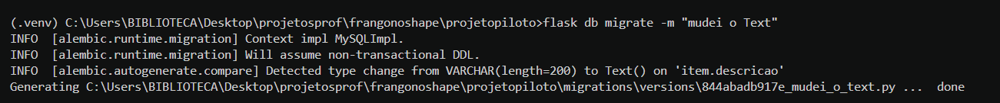 (.venv) C:\Users\BIBLIOTECA\Desktop\projetosprof\frangonoshape\projetopiloto>flask db migrate -m "mudei o Text"
INFO  [alembic.runtime.migration] Context impl MySQLImpl.
INFO  [alembic.runtime.migration] Will assume non-transactional DDL.
INFO  [alembic.autogenerate.compare] Detected type change from VARCHAR(length=200) to Text() on 'item.descricao'
Generating C:\Users\BIBLIOTECA\Desktop\projetosprof\frangonoshape\projetopiloto\migrations\versions\844abadb917e_mudei_o_text.py ...  done